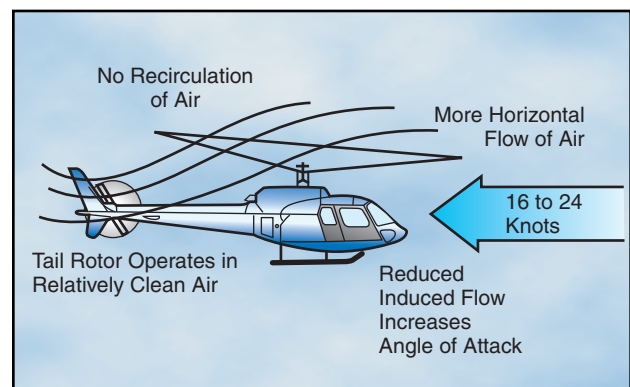 No Recirculation
of Air
More Horizontal
Flow of Air
16 to 24
Knots
Tail Rotor Operates in
Relatively Clean Air
Reduced
Induced Flow
Increases
Angle of Attack